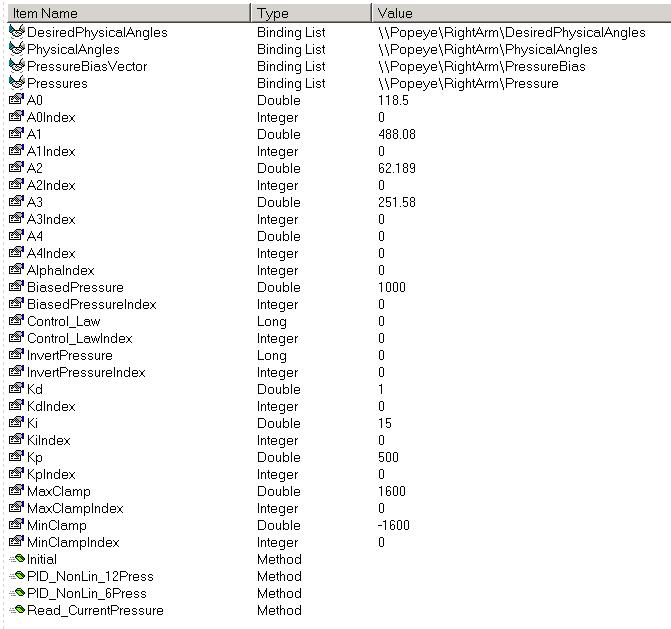 Item Name Type Value
DesiredPhysicalAngles Binding List \\Popeye\RightArm\DesiredPhysicalAngles
PhysicalAngles Binding List \\Popeye\RightArm\PhysicalAngles
PressureBiasVector Binding List \\Popeye\RightArm\PressureBias
Pressures Binding List \\Popeye\RightArm\Pressure
A0 Double 118.5
A0Index Integer 0
A1 Double 488.08
A1Index Integer 0
A2 Double 62.189
A2Index Integer 0
A3 Double 251.58
A3Index Integer 0
A4 Double 0
A4Index Integer 0
AlphaIndex Integer 0
BiasedPressure Double 1000
BiasedPressureIndex Integer 0
Control_Law Long 0
Control_LawIndex Integer 0
InvertPressure Long 0
InvertPressureIndex Integer 0
Kd Double 1
KdIndex Integer 0
Ki Double 15
KiIndex Integer 0
Kp Double 500
KpIndex Integer 0
MaxClamp Double 1600
MaxClampIndex Integer 0
MinClamp Double -1600
MinClampIndex Integer 0
Initial Method
PID_NonLin_12Press Method
PID_NonLin_6Press Method
Read_CurrentPressure Method